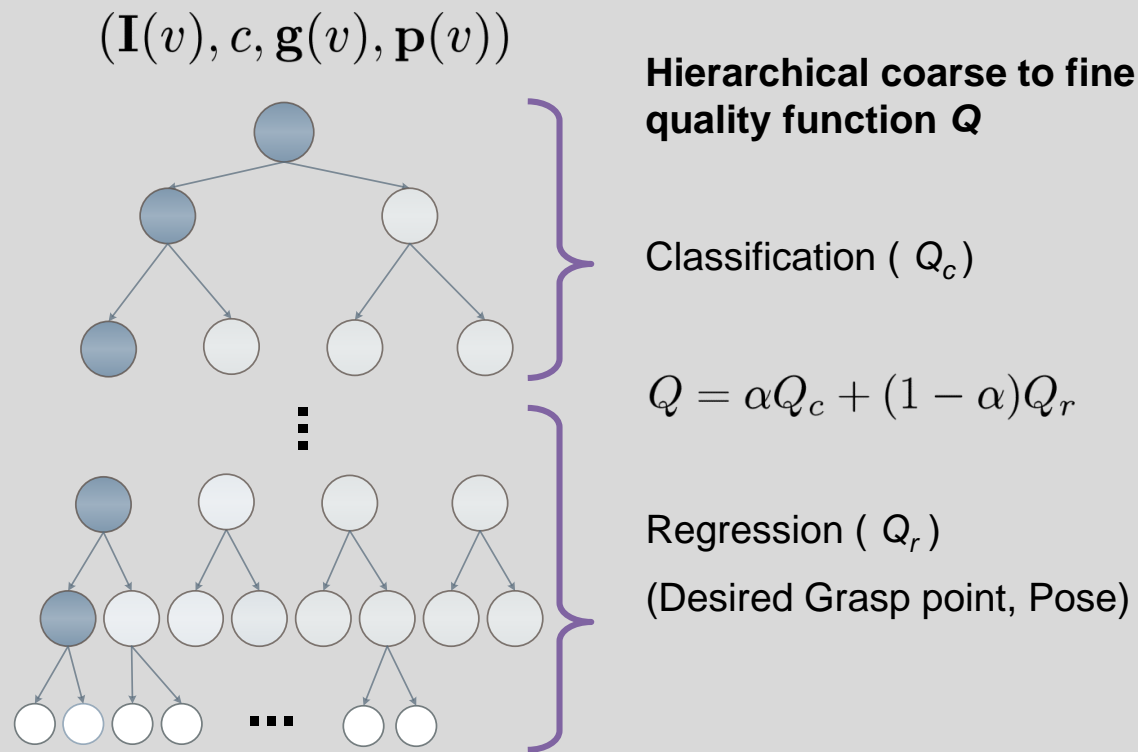 (I(v), c, g(v), p(v))
Hierarchical coarse to fine
quality function Q
Classification ( Q_c)
Q = αQ_c + (1 − α)Q_r
Regression ( Q_r)
(Desired Grasp point, Pose)